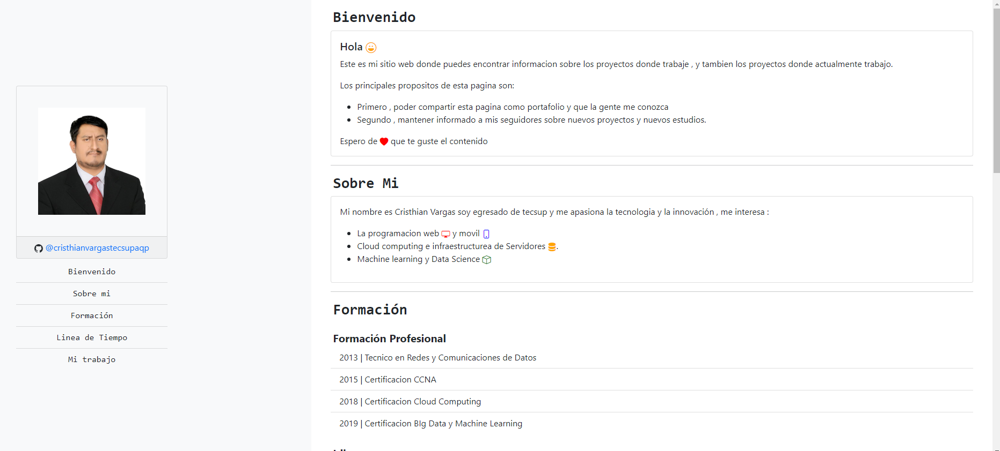 @cristhianvargastecsupaqp
Bienvenido
Sobre mi
Formación
Linea de Tiempo
Mi trabajo
Bienvenido
Hola
Este es mi sitio web donde puedes encontrar informacion sobre los proyectos donde trabaje , y tambien los proyectos donde actualmente trabajo.
Los principales propositos de esta pagina son:
Primero , poder compartir esta pagina como portafolio y que la gente me conozca
Segundo , mantener informado a mis seguidores sobre nuevos proyectos y nuevos estudios.
Espero de que te guste el contenido
Sobre Mi
Mi nombre es Cristhian Vargas soy egresado de tecsup y me apasiona la tecnologia y la innovación , me interesa :
La programacion web y movil
Cloud computing e infraestructurea de Servidores .
Machine learning y Data Science
Formación
Formación Profesional
2013 | Tecnico en Redes y Comunicaciones de Datos
2015 | Certificacion CCNA
2018 | Certificacion Cloud Computing
2019 | Certificacion BIg Data y Machine Learning